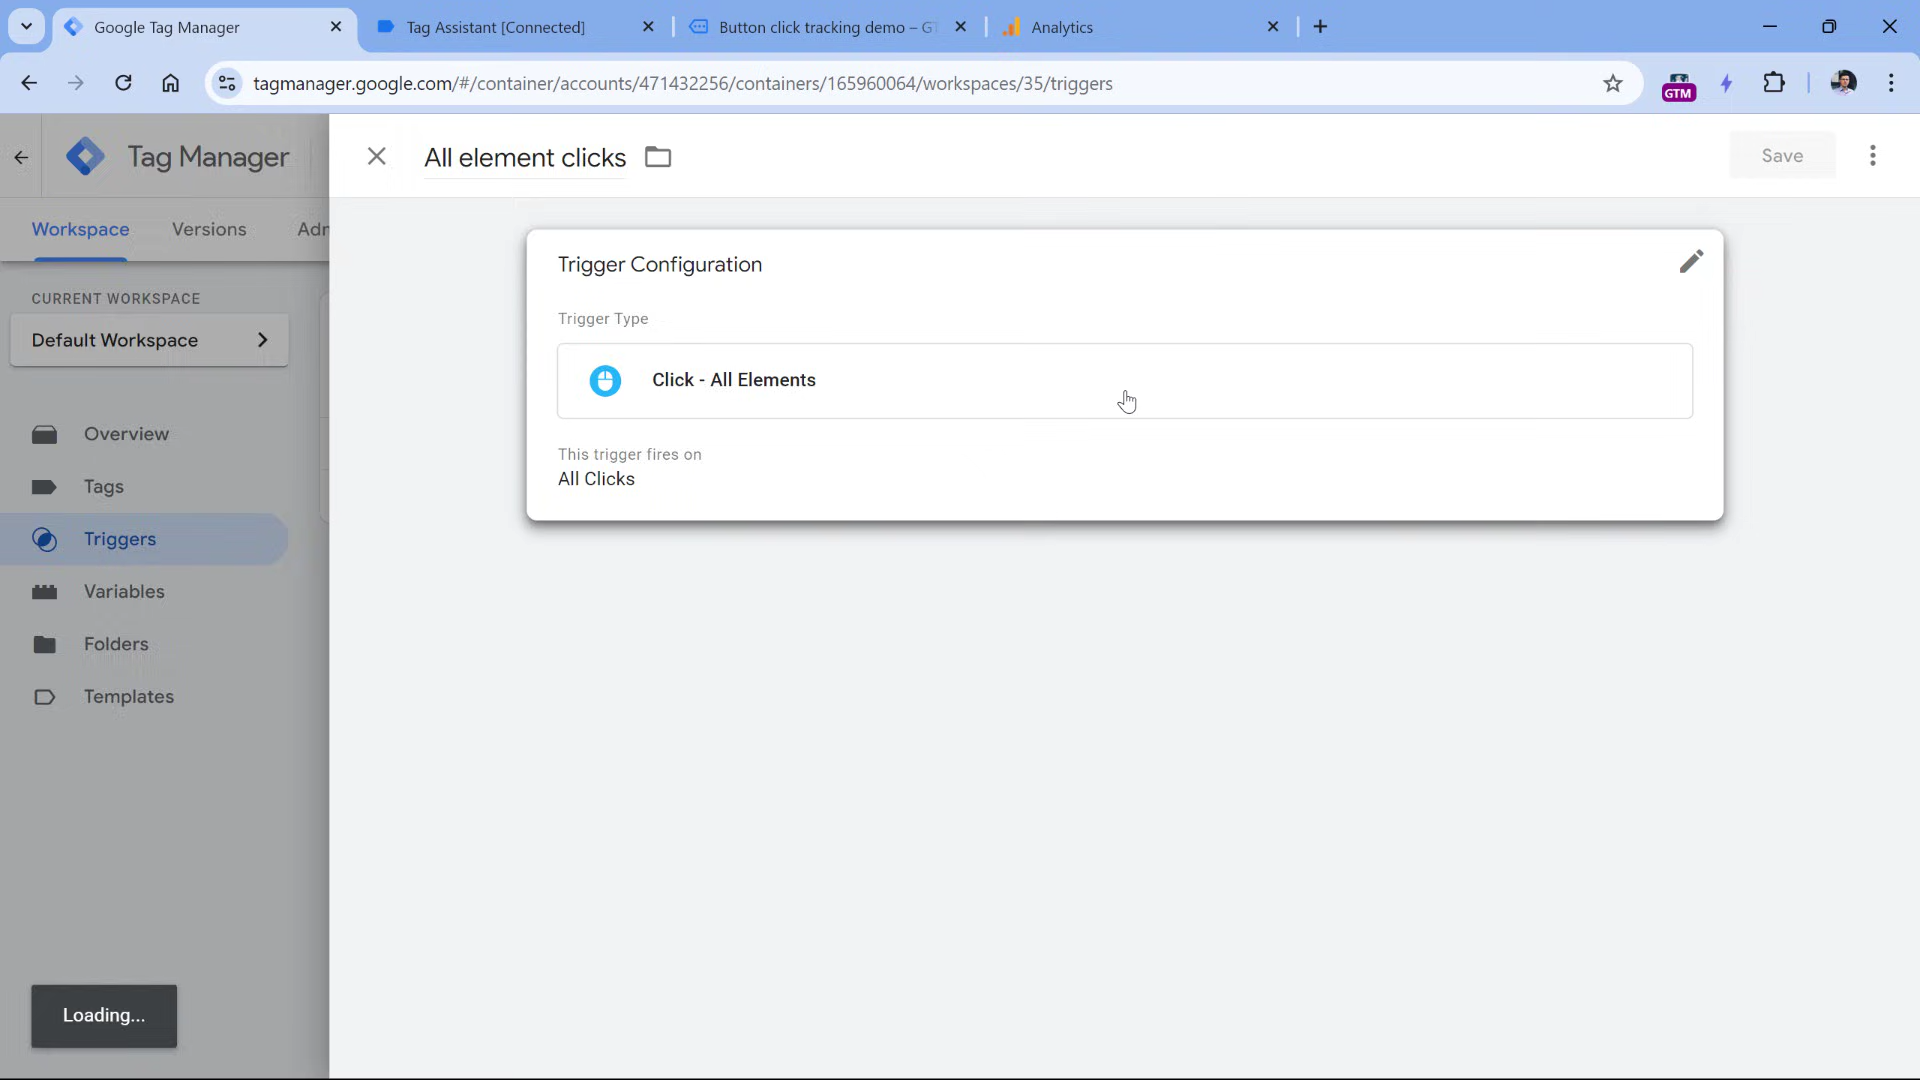 Google Tag Manager
Tag Assistant [Connected]
Button click tracking demo – GT
Analytics
tagmanager.google.com/#/container/accounts/471432256/containers/165960064/workspaces/35/triggers
GTM
Tag Manager
All element clicks
Save
Workspace
Versions
Adr
CURRENT WORKSPACE
Default Workspace
Overview
Tags
Triggers
Variables
Folders
Templates
Trigger Configuration
Trigger Type
Click - All Elements
This trigger fires on
All Clicks
Loading...